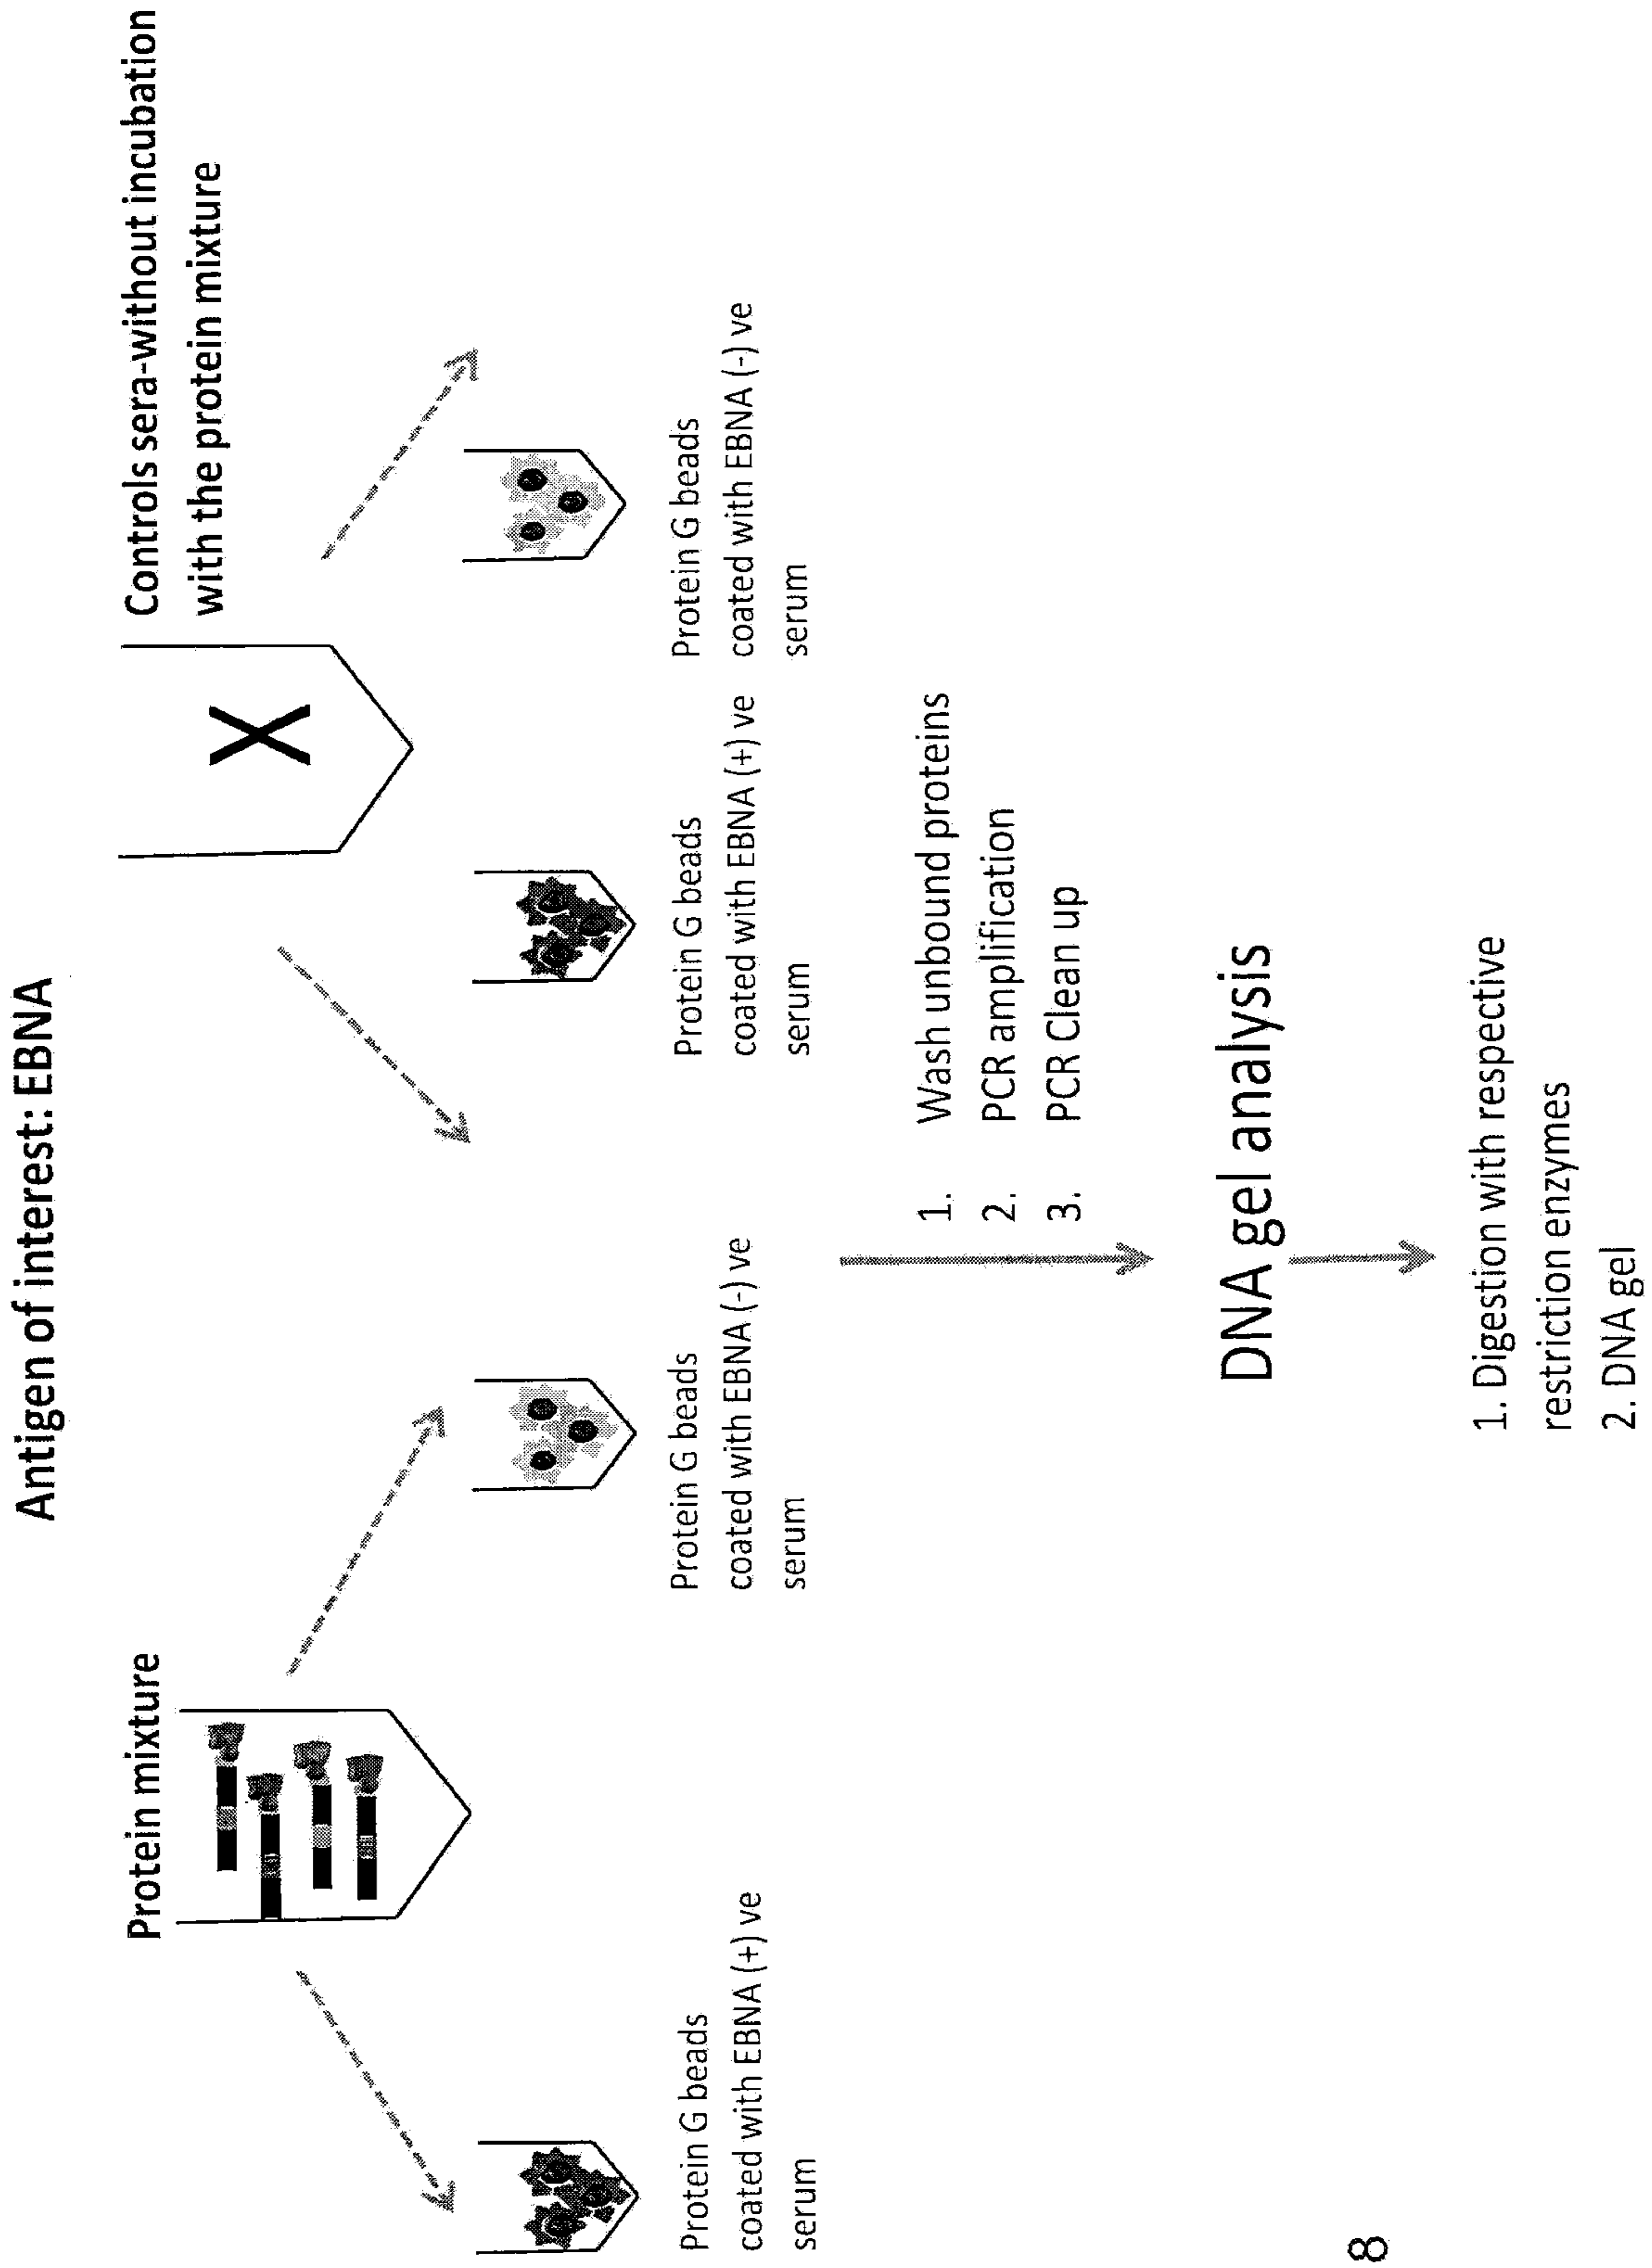 Antigen of interest: EBNA
Protein mixture
Controls sera-without incubation
with the protein mixture
X
Protein G beads
coated with EBNA (+) ve
serum
Protein G beads
coated with EBNA (-) ve
serum
Protein G beads
coated with EBNA (+) ve
serum
Protein G beads
coated with EBNA (-) ve
serum
1. Wash unbound proteins
2. PCR amplification
3. PCR Clean up
DNA gel analysis
1. Digestion with respective
restriction enzymes
2. DNA gel
8